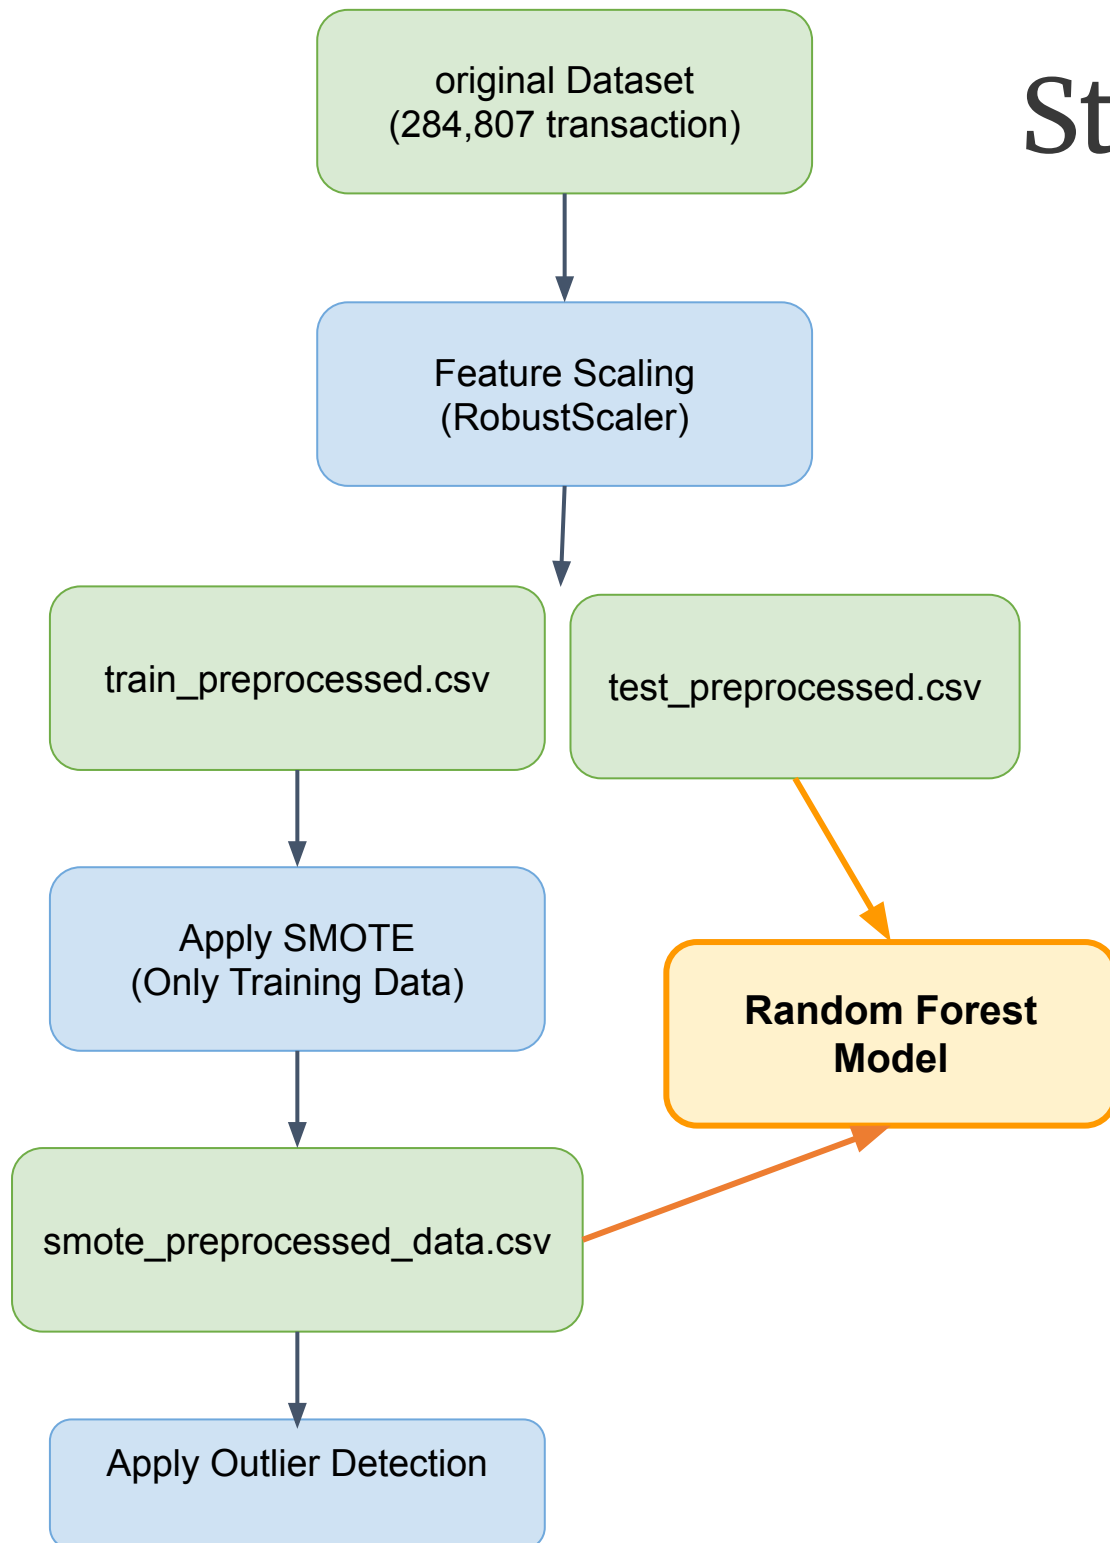 original Dataset
(284,807 transaction)
St
Feature Scaling
(RobustScaler)
train_preprocessed.csv
test_preprocessed.csv
Apply SMOTE
(Only Training Data)
Random Forest
Model
smote_preprocessed_data.csv
Apply Outlier Detection